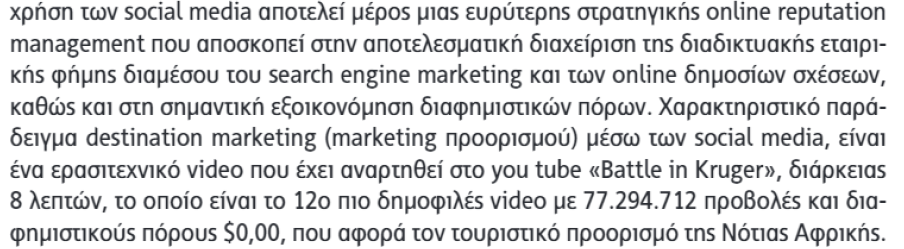 χρήση των social media αποτελεί μέρος μιας ευρύτερης στρατηγικής online reputation
management που αποσκοπεί στην αποτελεσματική διαχείριση της διαδικτυακής εταιρι-
κής φήμης διαμέσου του search engine marketing και των online δημοσίων σχέσεων,
καθώς και στη σημαντική εξοικονόμηση διαφημιστικών πόρων. Χαρακτηριστικό παρά-
δειγμα destination marketing (marketing προορισμού) μέσω των social media, είναι
ένα ερασιτεχνικό video που έχει αναρτηθεί στο you tube «Battle in Kruger», διάρκειας
8 λεπτών, το οποίο είναι το 12ο πιο δημοφιλές video με 77.294.712 προβολές και δια-
φημιστικούς πόρους $0,00, που αφορά τον τουριστικό προορισμό της Νότιας Αφρικής.